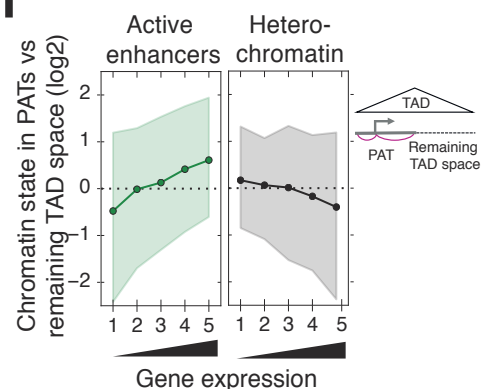 Active
enhancers
Hetero-
chromatin
Chromatin state in PATs vs
remaining TAD space (log2)
2
1
0
−1
−2
1 2 3 4 5
1 2 3 4 5
Gene expression
TAD
PAT
Remaining
TAD space